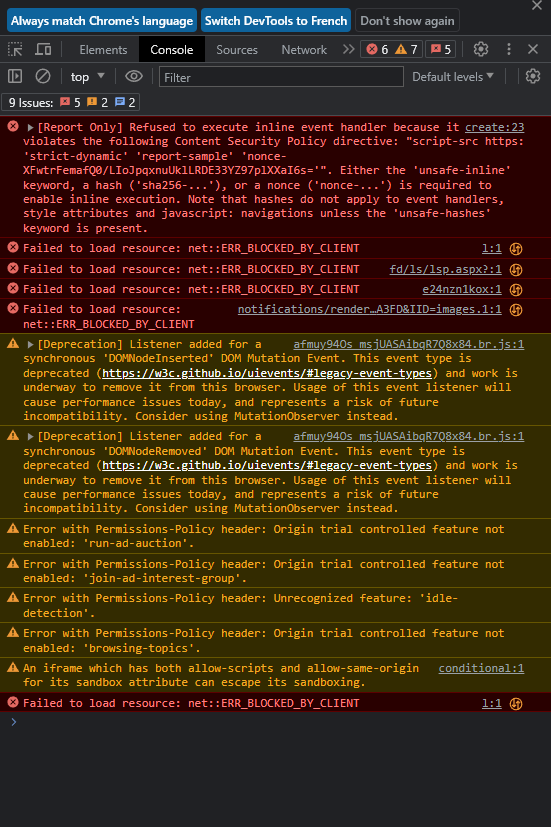 Always match Chrome's language Switch DevTools to French Don't show again
Elements Console Sources Network 6 7 5
top Filter Default levels
9 Issues: 5 2 2
[Report Only] Refused to execute inline event handler because it create:23
violates the following Content Security Policy directive: "script-src https:
'strict-dynamic' 'report-sample' 'nonce-
XFwtrFemafQ0/LIoJpqxnuUklLRDE33YZ97plXXaI6s='". Either the 'unsafe-inline'
keyword, a hash ('sha256-...'), or a nonce ('nonce-...') is required to
enable inline execution. Note that hashes do not apply to event handlers,
style attributes and javascript: navigations unless the 'unsafe-hashes'
keyword is present.
Failed to load resource: net::ERR_BLOCKED_BY_CLIENT l:1
Failed to load resource: net::ERR_BLOCKED_BY_CLIENT fd/ls/lsp.aspx?:1
Failed to load resource: net::ERR_BLOCKED_BY_CLIENT e24nzn1kox:1
Failed to load resource: notifications/render…A3FD&IID=images.1:1
net::ERR_BLOCKED_BY_CLIENT
[Deprecation] Listener added for a afmuy94Os_msjUASAibqR7Q8x84.br.js:1
synchronous 'DOMNodeInserted' DOM Mutation Event. This event type is
deprecated (https://w3c.github.io/uievents/#legacy-event-types) and work is
underway to remove it from this browser. Usage of this event listener will
cause performance issues today, and represents a risk of future
incompatibility. Consider using MutationObserver instead.
[Deprecation] Listener added for a afmuy94Os_msjUASAibqR7Q8x84.br.js:1
synchronous 'DOMNodeRemoved' DOM Mutation Event. This event type is
deprecated (https://w3c.github.io/uievents/#legacy-event-types) and work is
underway to remove it from this browser. Usage of this event listener will
cause performance issues today, and represents a risk of future
incompatibility. Consider using MutationObserver instead.
Error with Permissions-Policy header: Origin trial controlled feature not
enabled: 'run-ad-auction'.
Error with Permissions-Policy header: Origin trial controlled feature not
enabled: 'join-ad-interest-group'.
Error with Permissions-Policy header: Unrecognized feature: 'idle-
detection'.
Error with Permissions-Policy header: Origin trial controlled feature not
enabled: 'browsing-topics'.
An iframe which has both allow-scripts and allow-same-origin conditional:1
for its sandbox attribute can escape its sandboxing.
Failed to load resource: net::ERR_BLOCKED_BY_CLIENT l:1